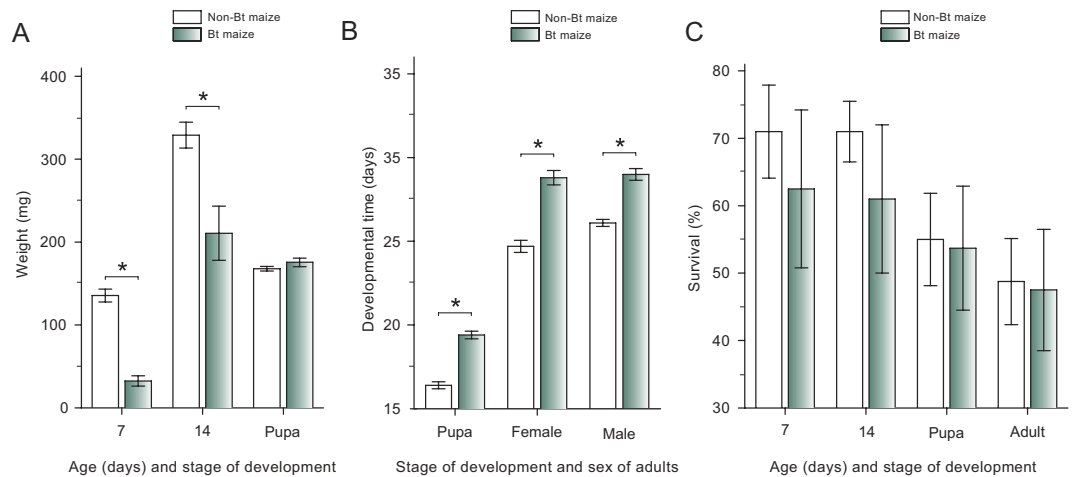 A
Non-Bt maize
Bt maize
Weight (mg)
400
300
200
100
0
*
*
7
14
Pupa
Age (days) and stage of development
B
Non-Bt maize
Bt maize
Developmental time (days)
35
35
25
20
15
*
*
*
Pupa
Female
Male
Stage of development and sex of adults
C
Non-Bt maize
Bt maize
Survival (%)
80
70
60
50
40
30
7
14
Pupa
Adult
Age (days) and stage of development